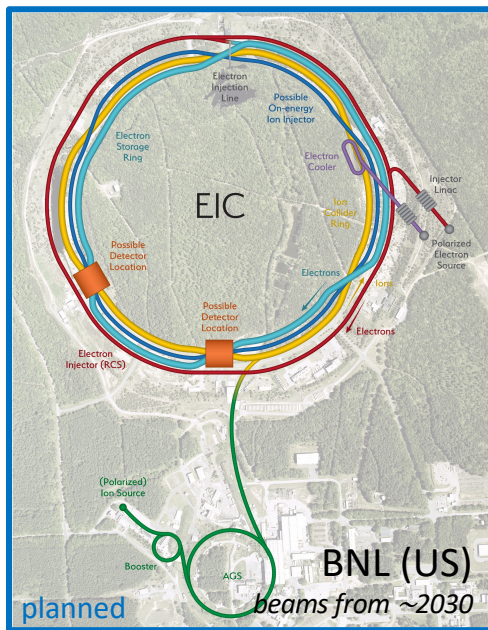 Electron
Injection
Line
Possible
On-energy
Ion Injector
Electron
Storage
Ring
Electron
Cooler
Injector
Linac
EIC
Ion
Collider
Ring
Polarized
Electron
Source
Possible
Detector
Location
Electrons
Ions
Possible
Detector
Location
Electrons
Electron
Injector (RCS)
(Polarized)
Ion Source
Booster
AGS
BNL (US)
planned
beams from ~2030